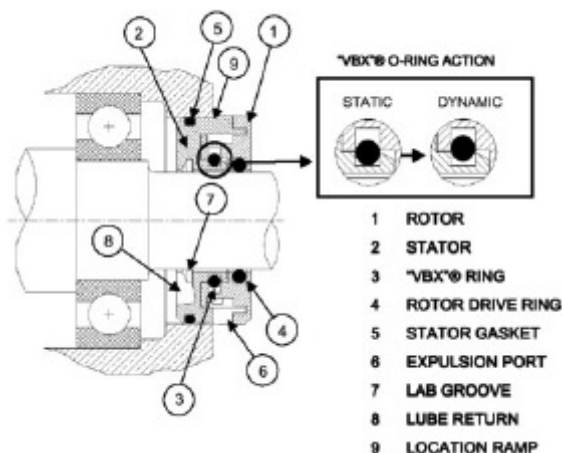 5
1
2
9
"VBX"® O-RING ACTION
STATIC DYNAMIC
7
8
4
6
3
1 ROTOR
2 STATOR
3 "VBX"® RING
4 ROTOR DRIVE RING
5 STATOR GASKET
6 EXPULSION PORT
7 LAB GROOVE
8 LUBE RETURN
9 LOCATION RAMP